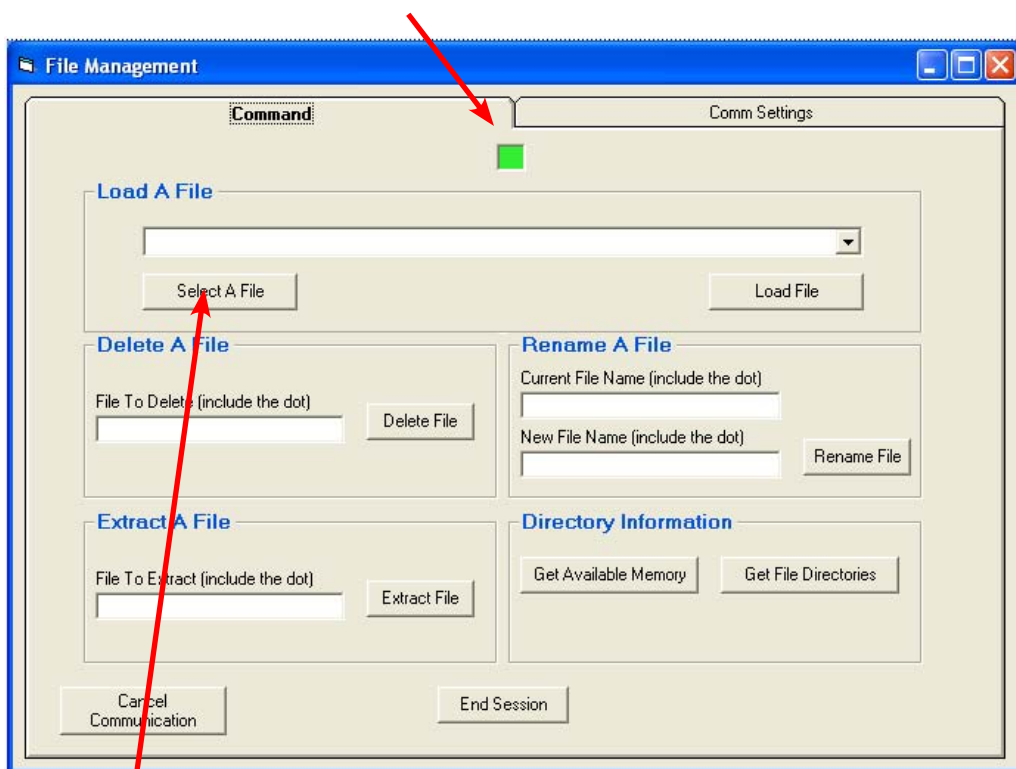 File Management
Command
Comm Settings
Load A File
Select A File
Load File
Delete A File
File To Delete (include the dot)
Delete File
Rename A File
Current File Name (include the dot)
New File Name (include the dot)
Rename File
Extract A File
File To Extract (include the dot)
Extract File
Directory Information
Get Available Memory
Get File Directories
Cancel
Communication
End Session